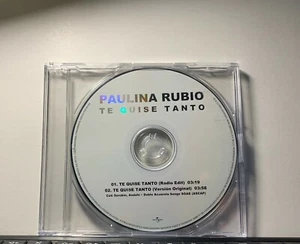 PAULINA RUBIO
TE QUISE TANTO
01. TE QUISE TANTO (Radio Edit) 03:19
02. TE QUISE TANTO (Versión Original) 03:58